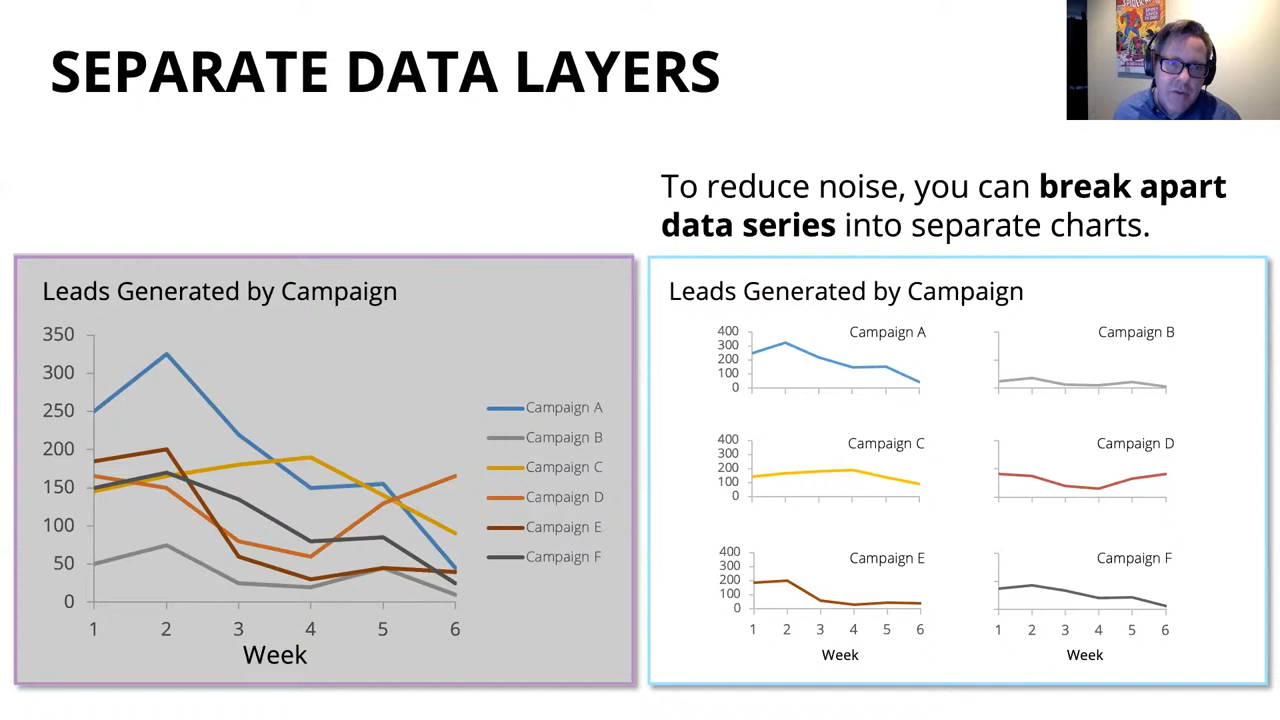 SEPARATE DATA LAYERS
To reduce noise, you can break apart
data series into separate charts.
Leads Generated by Campaign
350
300
250
200
150
100
50
0
1 2 3 4 5 6
Week
Campaign A
Campaign B
Campaign C
Campaign D
Campaign E
Campaign F
Leads Generated by Campaign
400
300
200
100
0
Campaign A
Campaign B
400
300
200
100
0
Campaign C
Campaign D
400
300
200
100
0
Campaign E
Campaign F
1 2 3 4 5 6
1 2 3 4 5 6
Week
Week